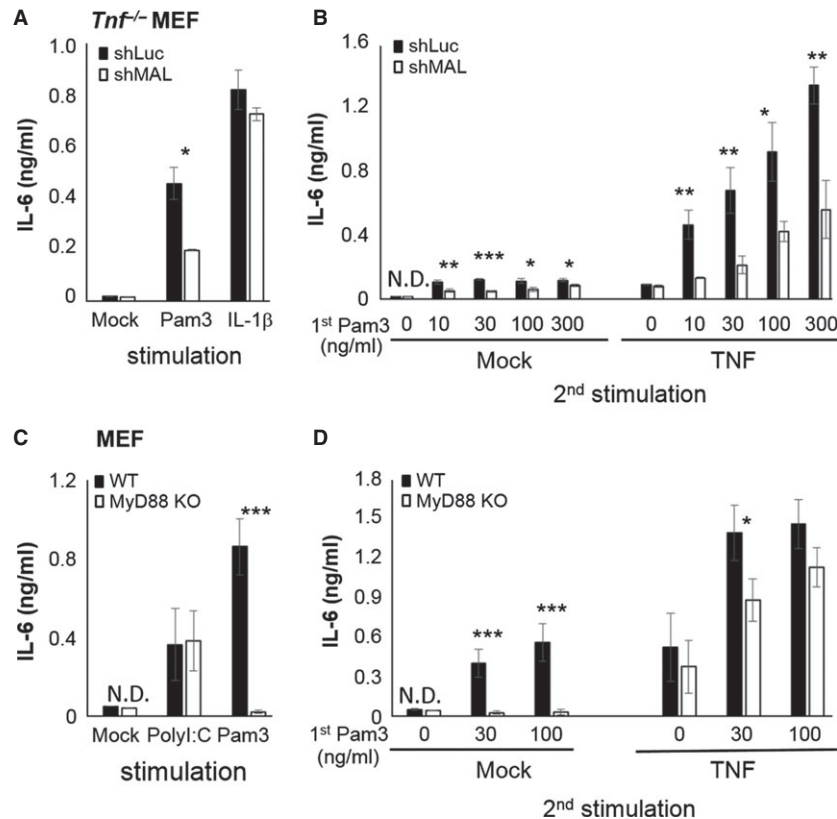 A
Tnf–/– MEF
shLuc
shMAL
IL-6 (ng/ml)
1.0
0.8
0.6
0.4
0.2
0
*
Mock Pam3 IL-1β
stimulation
B
shLuc
shMAL
IL-6 (ng/ml)
1.6
1.2
0.8
0.4
0
N.D. ** *** * * ** ** * **
1st Pam3
(ng/ml)
0 10 30 100 300 0 10 30 100 300
Mock TNF
2nd stimulation
C
MEF
WT
MyD88 KO
IL-6 (ng/ml)
1.2
0.8
0.4
0
N.D. ***
Mock PolyI:C Pam3
stimulation
D
WT
MyD88 KO
IL-6 (ng/ml)
1.8
1.5
1.2
0.9
0.6
0.3
0
N.D. *** *** *
1st Pam3
(ng/ml)
0 30 100 0 30 100
Mock TNF
2nd stimulation